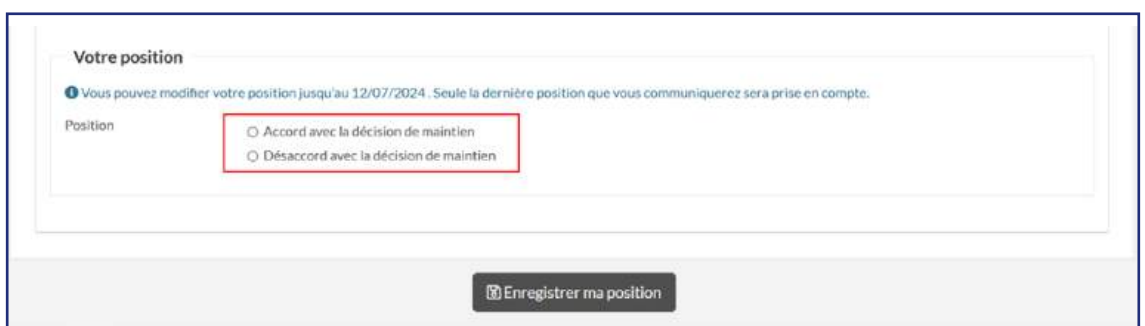 Votre position
Vous pouvez modifier votre position jusqu'au 12/07/2024. Seule la dernière position que vous communiquerez sera prise en compte.
Position
Accord avec la décision de maintien
Désaccord avec la décision de maintien
Enregistrer ma position